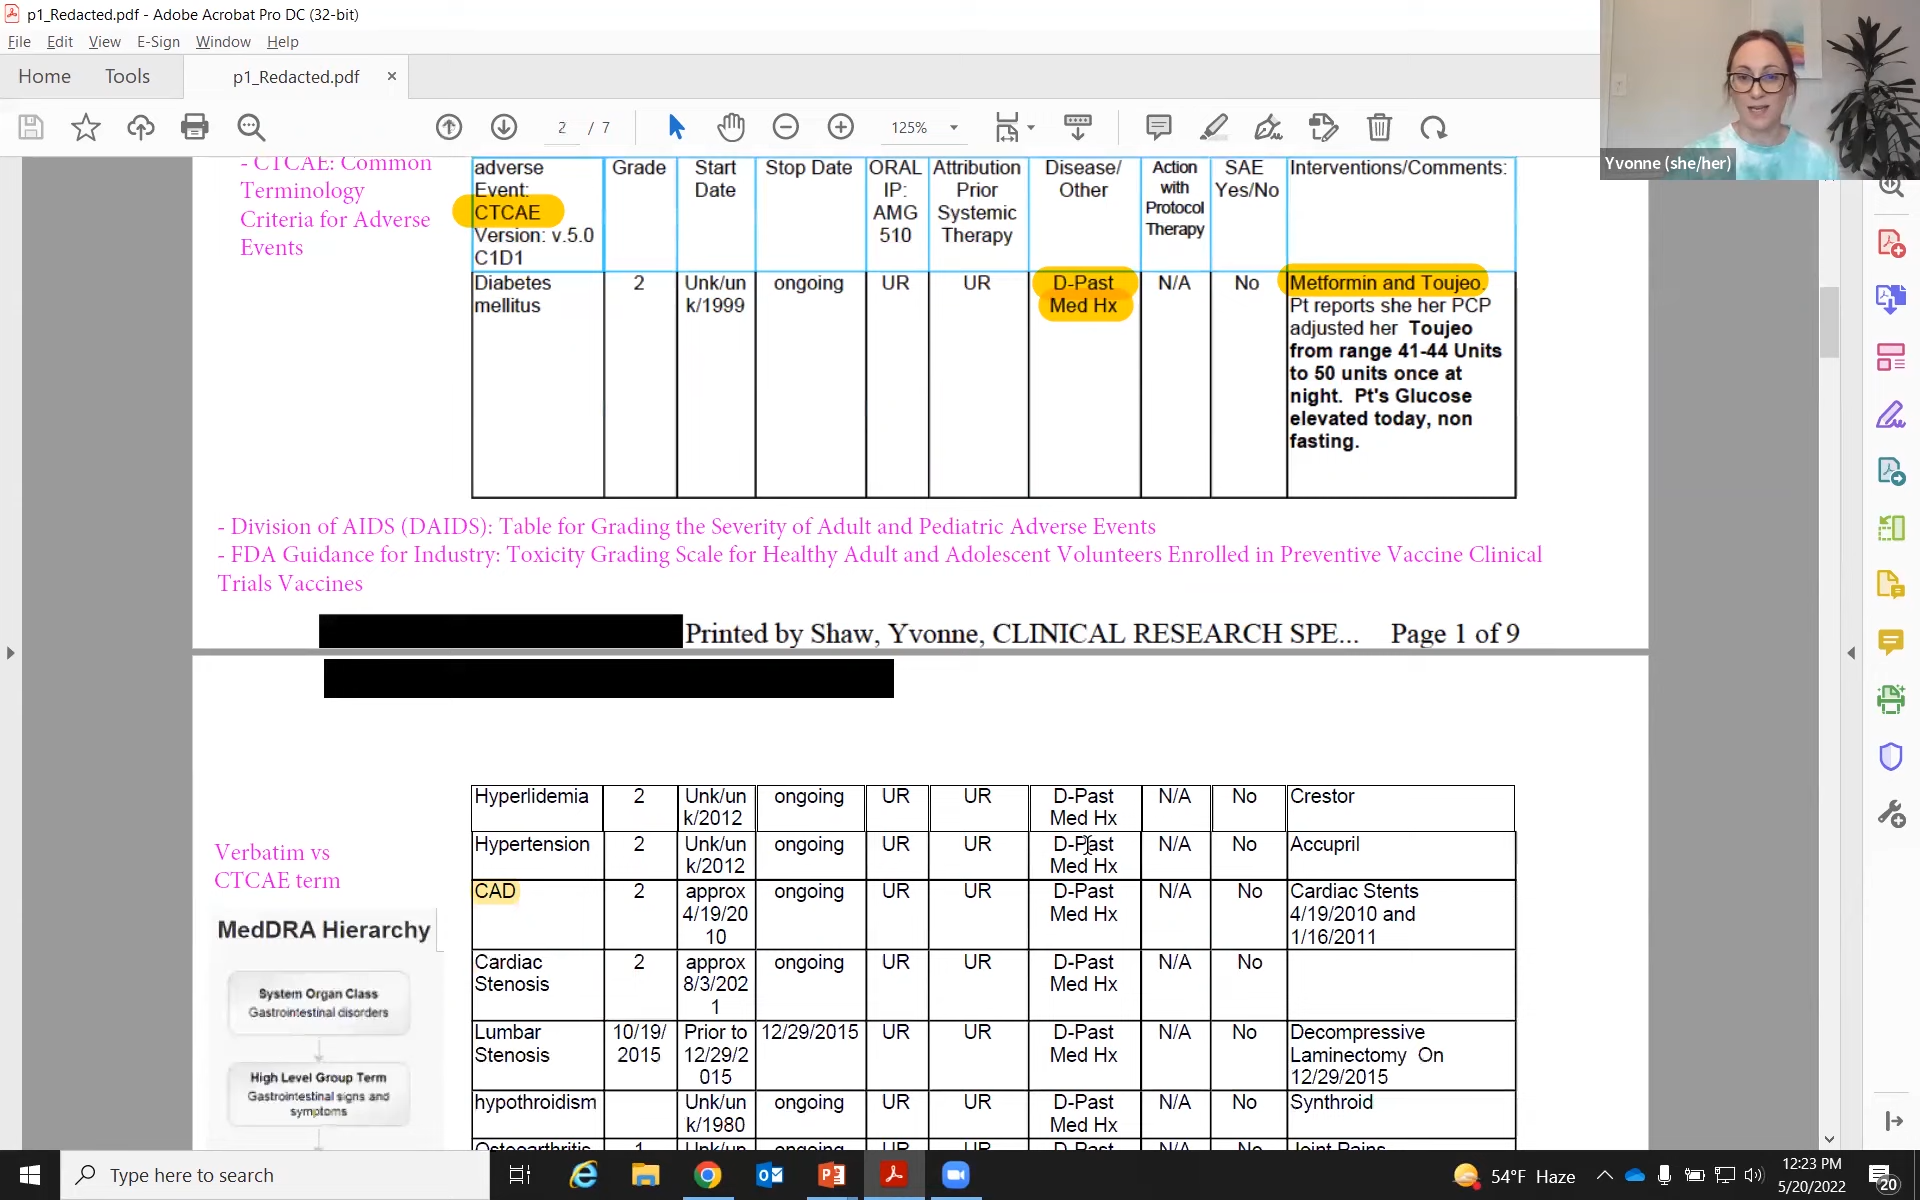 p1_Redacted.pdf - Adobe Acrobat Pro DC (32-bit)
File Edit View E-Sign Window Help
Home Tools p1_Redacted.pdf ×
2 / 7 125%
Yvonne (she/her)
- CTCAE: Common
Terminology
Criteria for Adverse
Events
adverse
Event:
CTCAE
Version: v.5.0
C1D1
Grade
Start
Date
Stop Date
ORAL
IP:
AMG
510
Attribution
Prior
Systemic
Therapy
Disease/
Other
Action
with
Protocol
Therapy
SAE
Yes/No
Interventions/Comments:
Diabetes
mellitus
2
Unk/un
k/1999
ongoing
UR
UR
D-Past
Med Hx
N/A
No
Metformin and Toujeo.
Pt reports she her PCP
adjusted her Toujeo
from range 41-44 Units
to 50 units once at
night. Pt's Glucose
elevated today, non
fasting.
- Division of AIDS (DAIDS): Table for Grading the Severity of Adult and Pediatric Adverse Events
- FDA Guidance for Industry: Toxicity Grading Scale for Healthy Adult and Adolescent Volunteers Enrolled in Preventive Vaccine Clinical
Trials Vaccines
Printed by Shaw, Yvonne, CLINICAL RESEARCH SPE... Page 1 of 9
Hyperlidemia
2
Unk/un
k/2012
ongoing
UR
UR
D-Past
Med Hx
N/A
No
Crestor
Hypertension
2
Unk/un
k/2012
ongoing
UR
UR
D-Past
Med Hx
N/A
No
Accupril
CAD
2
approx
4/19/20
10
ongoing
UR
UR
D-Past
Med Hx
N/A
No
Cardiac Stents
4/19/2010 and
1/16/2011
Cardiac
Stenosis
2
approx
8/3/202
1
ongoing
UR
UR
D-Past
Med Hx
N/A
No
Lumbar
Stenosis
10/19/
2015
Prior to
12/29/2
015
12/29/2015
UR
UR
D-Past
Med Hx
N/A
No
Decompressive
Laminectomy On
12/29/2015
hypothroidism
Unk/un
k/1980
ongoing
UR
UR
D-Past
Med Hx
N/A
No
Synthroid
Osteoarthritis
1
Unk/un
ongoing
UR
UR
D-Past
N/A
No
Joint Pains
Verbatim vs
CTCAE term
MedDRA Hierarchy
System Organ Class
Gastrointestinal disorders
High Level Group Term
Gastrointestinal signs and
symptoms
Type here to search
54°F Haze
12:23 PM
5/20/2022
20